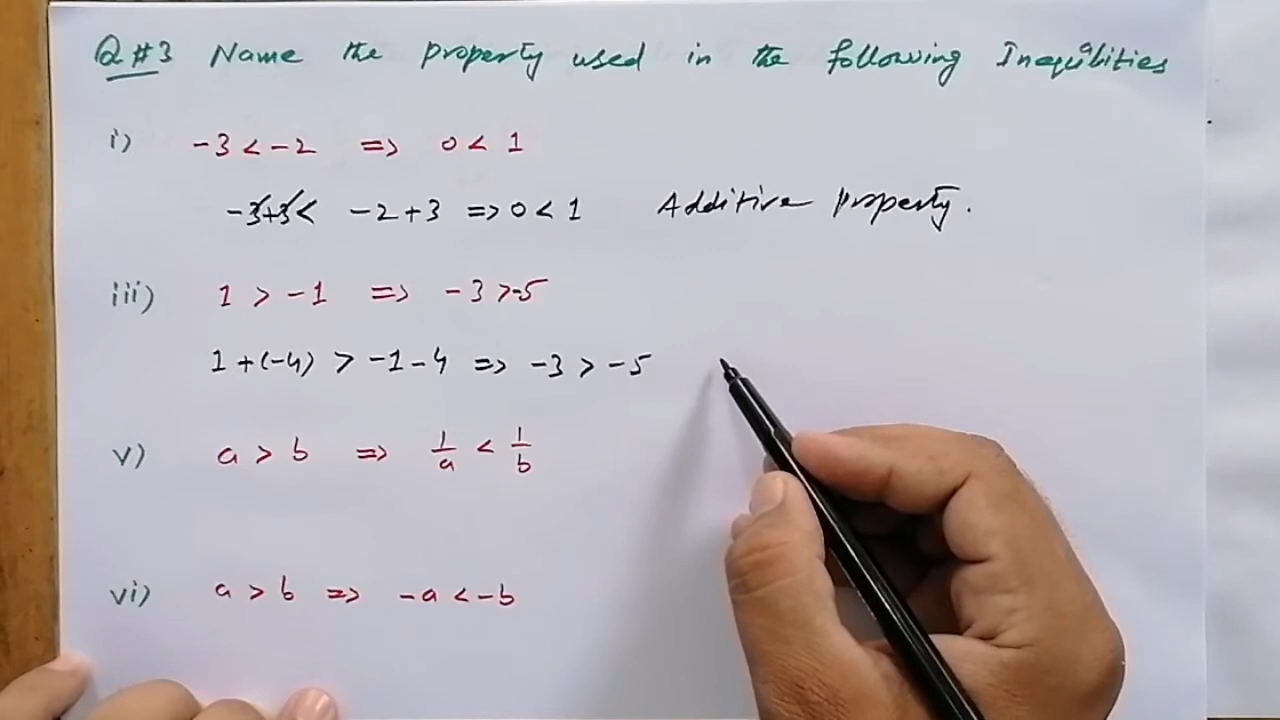 Q #3 Name the property used in the following Inequalities
i) -3 < -2 => 0 < 1
-3+3 < -2+3 => 0 < 1 Additive property.
iii) 1 > -1 => -3 > -5
1 + (-4) > -1 - 4 => -3 > -5
v) a > b => 1/a < 1/b
vi) a > b => -a < -b